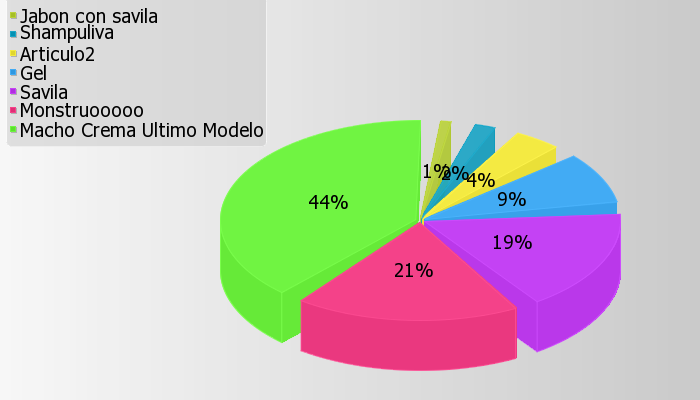 Jabon con savila
Shampuliva
Articulo2
Gel
Savila
Monstruooooo
Macho Crema Ultimo Modelo
1%
2%
4%
9%
19%
21%
44%